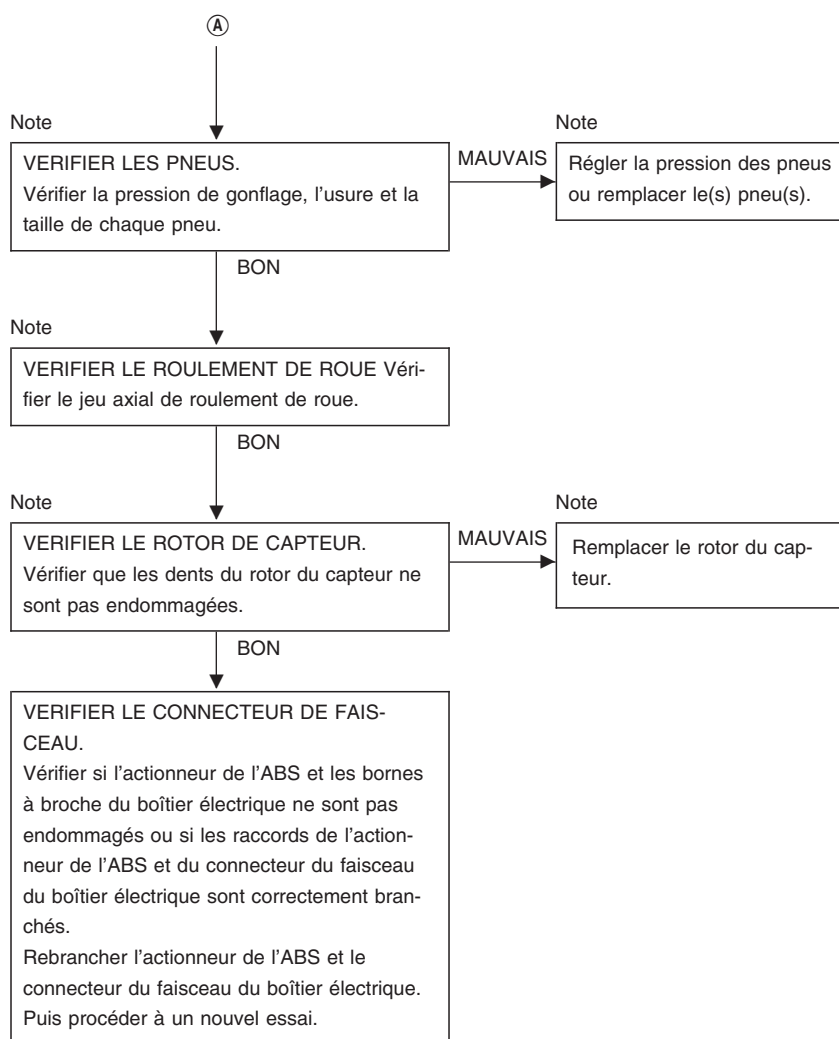 Ⓐ
Note
VERIFIER LES PNEUS.
Vérifier la pression de gonflage, l'usure et la
taille de chaque pneu.
MAUVAIS
Note
Régler la pression des pneus
ou remplacer le(s) pneu(s).
BON
Note
VERIFIER LE ROULEMENT DE ROUE Véri-
fier le jeu axial de roulement de roue.
BON
Note
VERIFIER LE ROTOR DE CAPTEUR.
Vérifier que les dents du rotor du capteur ne
sont pas endommagées.
MAUVAIS
Note
Remplacer le rotor du cap-
teur.
BON
VERIFIER LE CONNECTEUR DE FAIS-
CEAU.
Vérifier si l'actionneur de l'ABS et les bornes
à broche du boîtier électrique ne sont pas
endommagés ou si les raccords de l'action-
neur de l'ABS et du connecteur du faisceau
du boîtier électrique sont correctement bran-
chés.
Rebrancher l'actionneur de l'ABS et le
connecteur du faisceau du boîtier électrique.
Puis procéder à un nouvel essai.